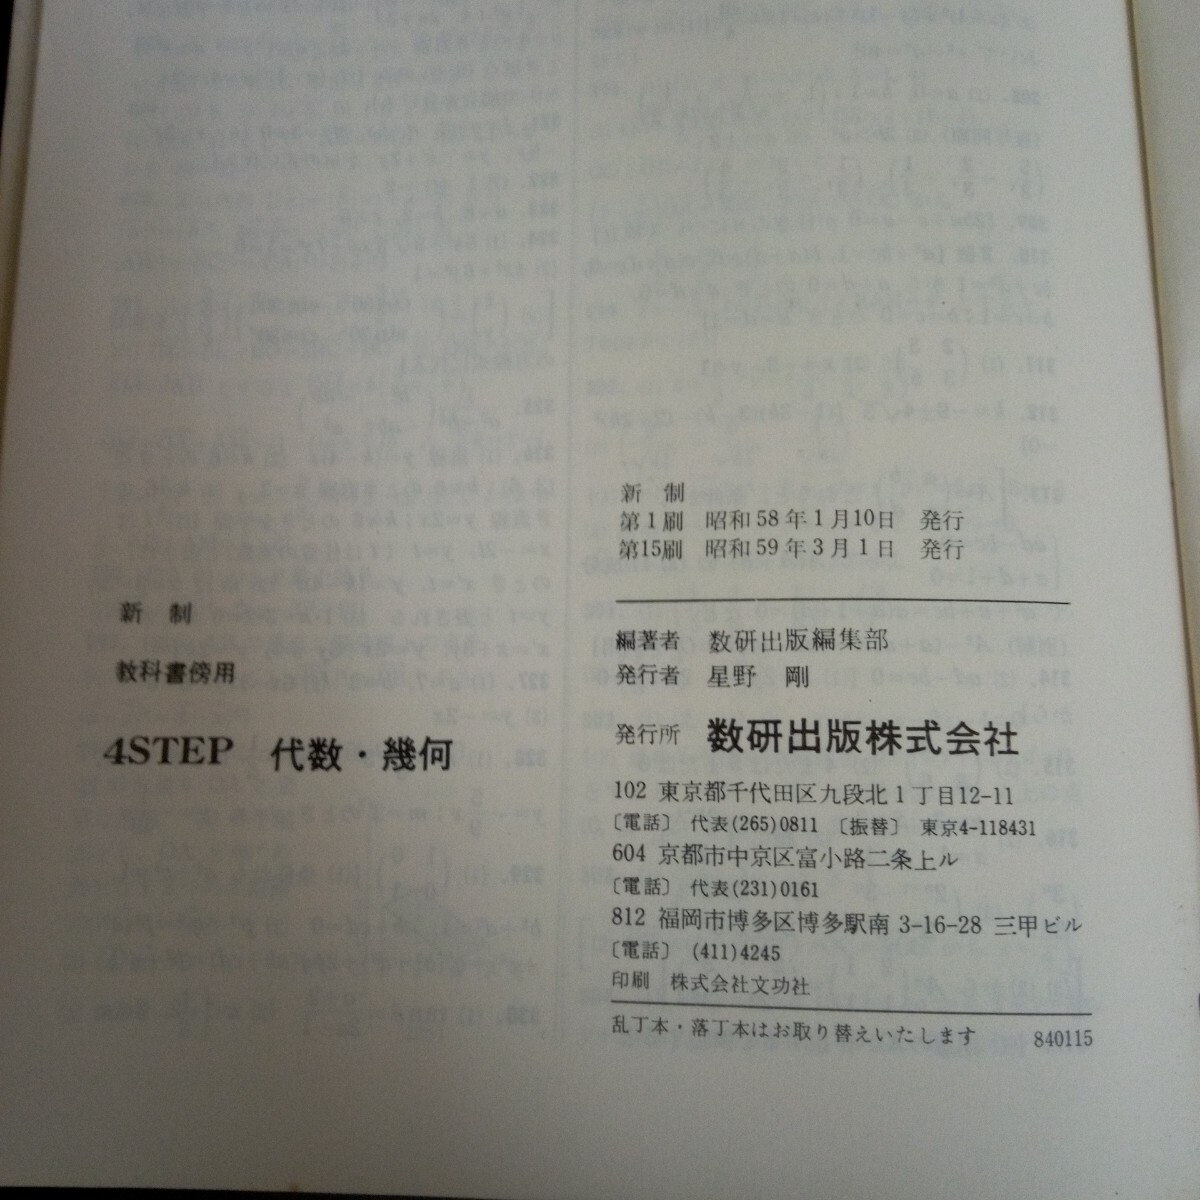 新 制
教科書傍用
4STEP 代数・幾何
新 制
第1刷 昭和58年1月10日 発行
第15刷 昭和59年3月1日 発行
編著者 数研出版編集部
発行者 星野 剛
発行所 数研出版株式会社
102 東京都千代田区九段北1丁目12-11
〔電話〕 代表(265)0811 〔振替〕 東京4-118431
604 京都市中京区富小路二条上ル
〔電話〕 代表(231)0161
812 福岡市博多区博多駅南 3-16-28 三甲ビル
〔電話〕 (411)4245
印刷 株式会社文功社
乱丁本・落丁本はお取り替えいたします 840115